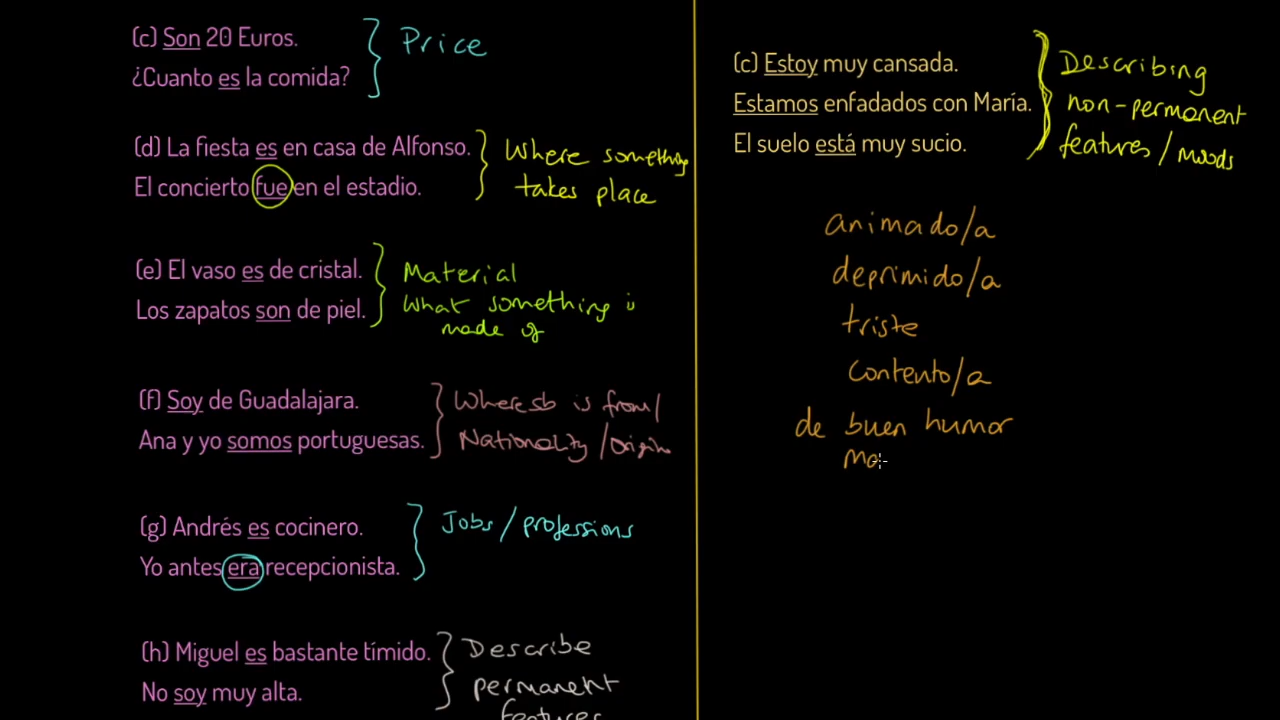 (c) Son 20 Euros.
¿Cuanto es la comida?
Price
(d) La fiesta es en casa de Alfonso.
El concierto fue en el estadio.
Where something
takes place
(e) El vaso es de cristal.
Los zapatos son de piel.
Material
What something is
made of
(f) Soy de Guadalajara.
Ana y yo somos portuguesas.
Where sb is from/
Nationality/origin
(g) Andrés es cocinero.
Yo antes era recepcionista.
Jobs/professions
(h) Miguel es bastante tímido.
No soy muy alta.
Describe
permanent
features
(c) Estoy muy cansada.
Estamos enfadados con María.
El suelo está muy sucio.
Describing
non-permanent
features/moods
animado/a
deprimido/a
triste
contento/a
de buen humor